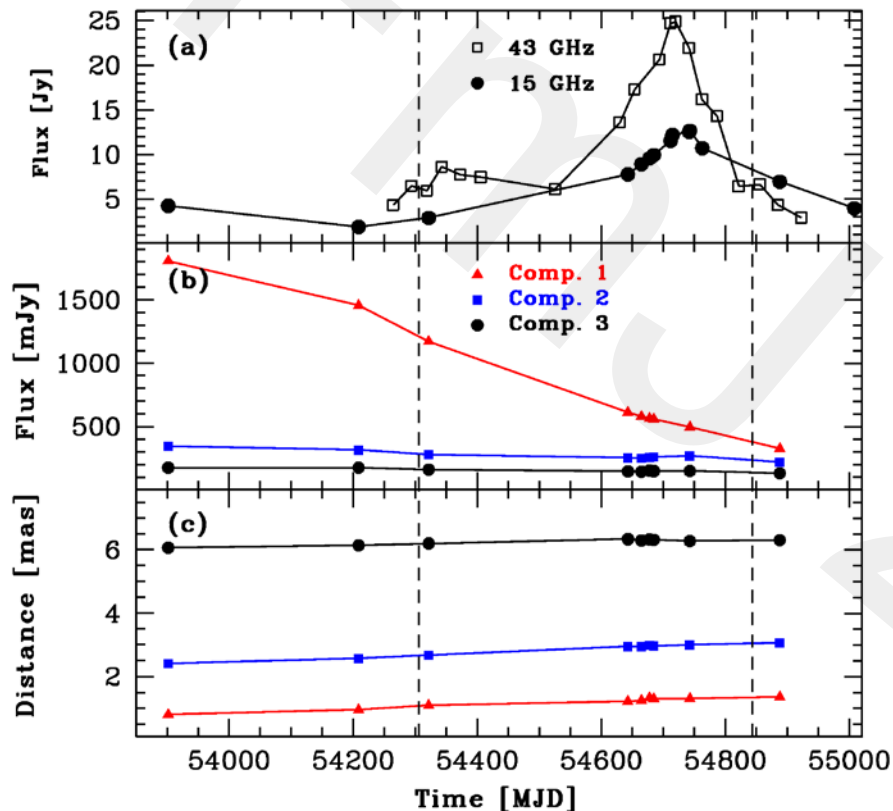 25
20
15
10
5
Flux [Jy]
(a)
43 GHz
15 GHz
1500
1000
500
Flux [mJy]
(b)
Comp. 1
Comp. 2
Comp. 3
6
4
2
Distance [mas]
(c)
54000 54200 54400 54600 54800 55000
Time [MJD]